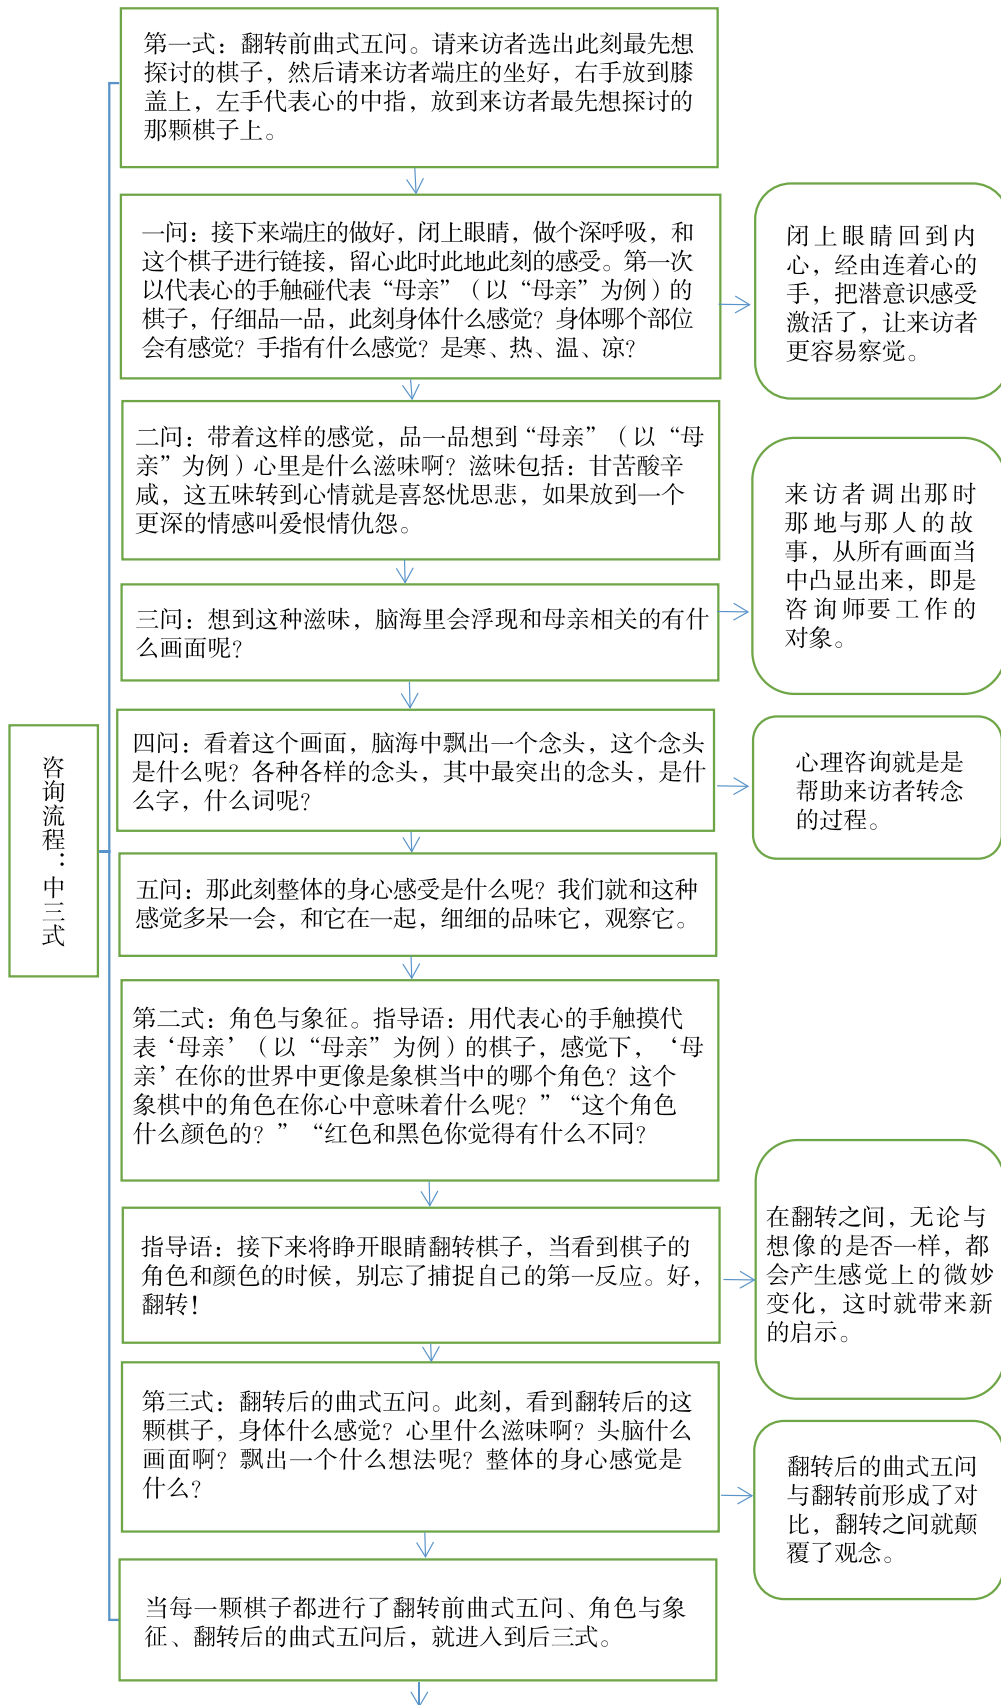 咨询流程：中三式
第一式：翻转前曲式五问。请来访者选出此刻最先想
探讨的棋子，然后请来访者端庄的坐好，右手放到膝
盖上，左手代表心的中指，放到来访者最先想探讨的
那颗棋子上。
一问：接下来端庄的做好，闭上眼睛，做个深呼吸，和
这个棋子进行链接，留心此时此地此刻的感受。第一次
以代表心的手触碰代表“母亲”（以“母亲”为例）的
棋子，仔细品一品，此刻身体什么感觉？身体哪个部位
会有感觉？手指有什么感觉？是寒、热、温、凉？
闭上眼睛回到内
心，经由连着心的
手，把潜意识感受
激活了，让来访者
更容易察觉。
二问：带着这样的感觉，品一品想到“母亲”（以“母
亲”为例）心里是什么滋味啊？滋味包括：甘苦酸辛
咸，这五味转到心情就是喜怒忧思悲，如果放到一个
更深的情感叫爱恨情仇怨。
三问：想到这种滋味，脑海里会浮现和母亲相关的有什
么画面呢？
来访者调出那时
那地与那人的故
事，从所有画面当
中凸显出来，即是
咨询师要工作的
对象。
四问：看着这个画面，脑海中飘出一个念头，这个念头
是什么呢？各种各样的念头，其中最突出的念头，是什
么字，什么词呢？
心理咨询就是是
帮助来访者转念
的过程。
五问：那此刻整体的身心感受是什么呢？我们就和这种
感觉多呆一会，和它在一起，细细的品味它，观察它。
第二式：角色与象征。指导语：用代表心的手触摸代
表‘母亲’（以“母亲”为例）的棋子，感觉下，‘母
亲’在你的世界中更像是象棋当中的哪个角色？这个
象棋中的角色在你心中意味着什么呢？”“这个角色
什么颜色的？”“红色和黑色你觉得有什么不同？
指导语：接下来将睁开眼睛翻转棋子，当看到棋子的
角色和颜色的时候，别忘了捕捉自己的第一反应。好，
翻转！
在翻转之间，无论与
想像的是否一样，都
会产生感觉上的微妙
变化，这时就带来新
的启示。
第三式：翻转后的曲式五问。此刻，看到翻转后的这
颗棋子，身体什么感觉？心里什么滋味啊？头脑什么
画面啊？飘出一个什么想法呢？整体的身心感觉是
什么？
翻转后的曲式五问
与翻转前形成了对
比，翻转之间就颠
覆了观念。
当每一颗棋子都进行了翻转前曲式五问、角色与象
征、翻转后的曲式五问后，就进入到后三式。